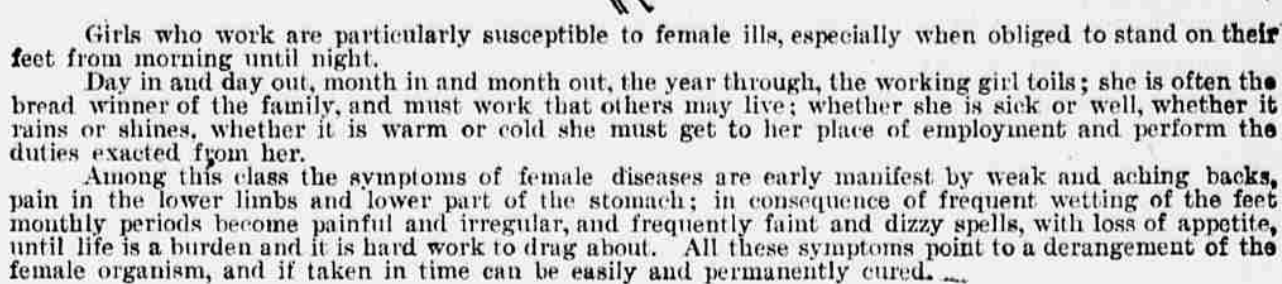 Girls who work are particularly susceptible to female ills, especially when obliged to stand on their
feet from morning until night.
Day in and day out, month in and month out, the year through, the working girl toils; she is often the
bread winner of the family, and must work that others may live; whether she is sick or well, whether it
rains or shines, whether it is warm or cold she must get to her place of employment and perform the
duties exacted from her.
Among this class the symptoms of female diseases are early manifest by weak and aching backs,
pain in the lower limbs and lower part of the stomach; in consequence of frequent wetting of the feet
monthly periods become painful and irregular, and frequently faint and dizzy spells, with loss of appetite,
until life is a burden and it is hard work to drag about. All these symptoms point to a derangement of the
female organism, and if taken in time can be easily and permanently cured.